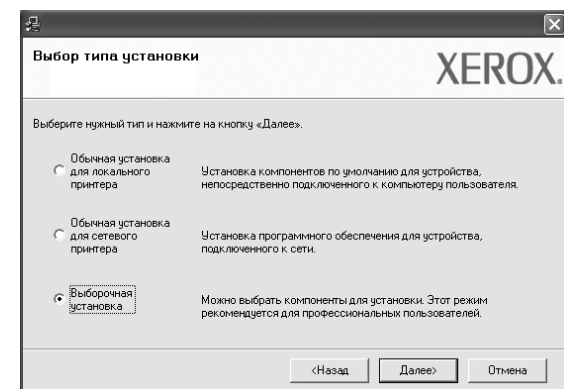 Выбор типа установки
XEROX.
Выберите нужный тип и нажмите на кнопку «Далее».
Обычная установка
для локального
принтера
Установка компонентов по умолчанию для устройства,
непосредственно подключенного к компьютеру пользователя.
Обычная установка
для сетевого
принтера
Установка программного обеспечения для устройства,
подключенного к сети.
Выборочная
установка
Можно выбрать компоненты для установки. Этот режим
рекомендуется для профессиональных пользователей.
<Назад Далее> Отмена